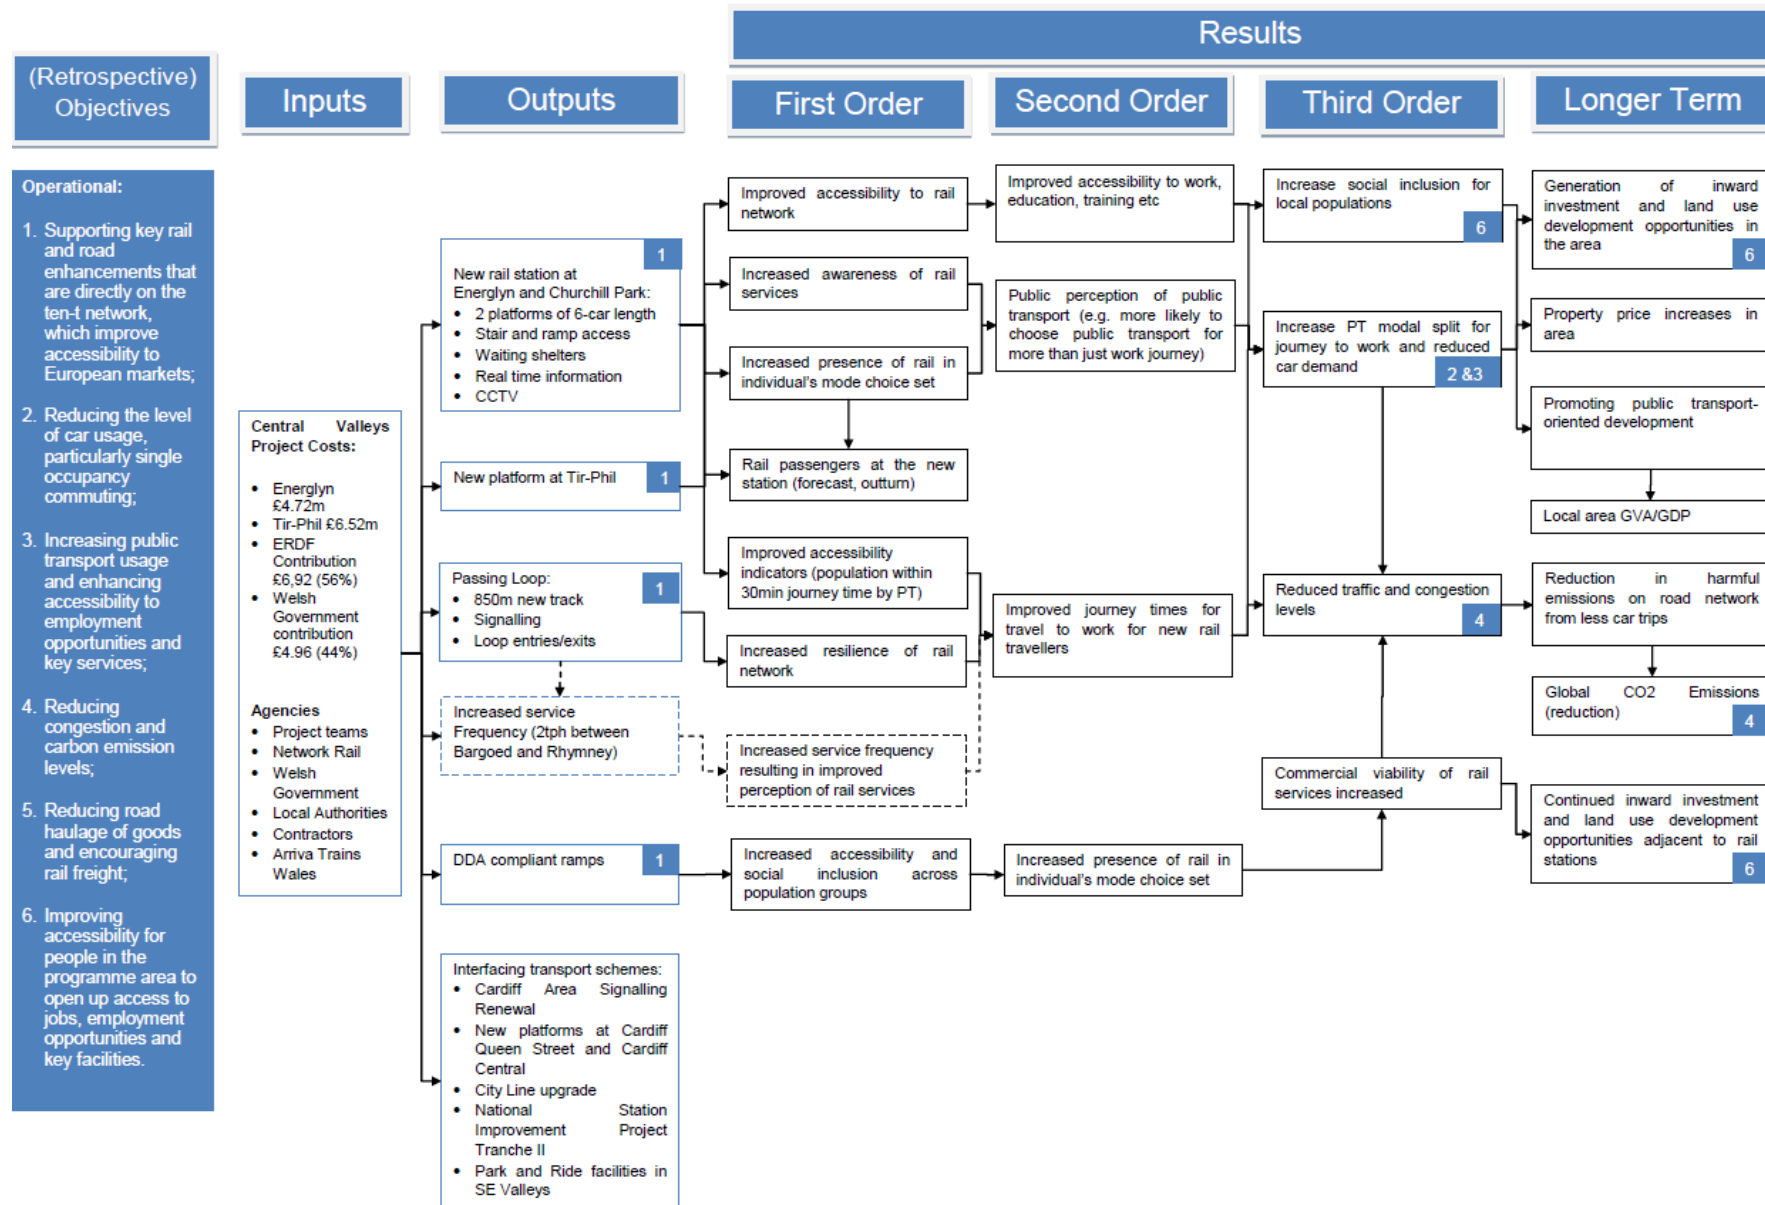 Results
(Retrospective)
Objectives
Inputs
Outputs
First Order
Second Order
Third Order
Longer Term
Operational:
1. Supporting key rail
and road
enhancements that
are directly on the
ten-t network,
which improve
accessibility to
European markets;
2. Reducing the level
of car usage,
particularly single
occupancy
commuting;
3. Increasing public
transport usage
and enhancing
accessibility to
employment
opportunities and
key services;
4. Reducing
congestion and
carbon emission
levels;
5. Reducing road
haulage of goods
and encouraging
rail freight;
6. Improving
accessibility for
people in the
programme area to
open up access to
jobs, employment
opportunities and
key facilities.
Central Valleys
Project Costs:
• Energlyn
£4.72m
• Tir-Phil £6.52m
• ERDF
Contribution
£6,92 (56%)
• Welsh
Government
contribution
£4.96 (44%)
Agencies
• Project teams
• Network Rail
• Welsh
Government
• Local Authorities
• Contractors
• Arriva Trains
Wales
1
New rail station at
Energlyn and Churchill Park:
• 2 platforms of 6-car length
• Stair and ramp access
• Waiting shelters
• Real time information
• CCTV
New platform at Tir-Phil
1
Passing Loop:
1
• 850m new track
• Signalling
• Loop entries/exits
Increased service
Frequency (2tph between
Bargoed and Rhymney)
DDA compliant ramps
1
Interfacing transport schemes:
• Cardiff Area Signalling
Renewal
• New platforms at Cardiff
Queen Street and Cardiff
Central
• City Line upgrade
• National Station
Improvement Project
Tranche II
• Park and Ride facilities in
SE Valleys
Improved accessibility to rail
network
Increased awareness of rail
services
Increased presence of rail in
individual's mode choice set
Rail passengers at the new
station (forecast, outturn)
Improved accessibility
indicators (population within
30min journey time by PT)
Increased resilience of rail
network
Increased service frequency
resulting in improved
perception of rail services
Increased accessibility and
social inclusion across
population groups
Improved accessibility to work,
education, training etc
Public perception of public
transport (e.g. more likely to
choose public transport for
more than just work journey)
Improved journey times for
travel to work for new rail
travellers
Increased presence of rail in
individual's mode choice set
Increase social inclusion for
local populations
6
Increase PT modal split for
journey to work and reduced
car demand
2 &3
Reduced traffic and congestion
levels
4
Commercial viability of rail
services increased
Generation of inward
investment and land use
development opportunities in
the area
6
Property price increases in
area
Promoting public transport-
oriented development
Local area GVA/GDP
Reduction in harmful
emissions on road network
from less car trips
Global CO2 Emissions
(reduction)
4
Continued inward investment
and land use development
opportunities adjacent to rail
stations
6